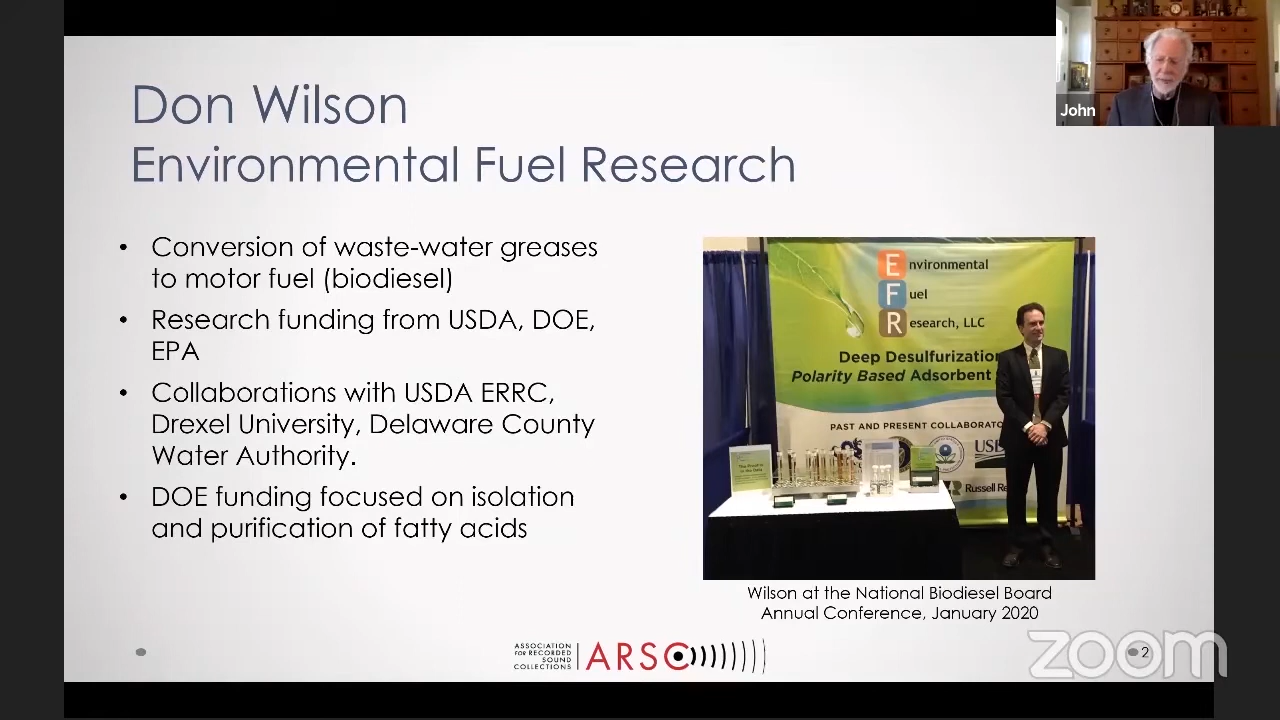 John
Don Wilson
Environmental Fuel Research
• Conversion of waste-water greases
to motor fuel (biodiesel)
• Research funding from USDA, DOE,
EPA
• Collaborations with USDA ERRC,
Drexel University, Delaware County
Water Authority.
• DOE funding focused on isolation
and purification of fatty acids
Environmental
Fuel
Research, LLC
Deep Desulfurization
Polarity Based Adsorbent
PAST AND PRESENT COLLABORATO
USD
Russell Re
Wilson at the National Biodiesel Board
Annual Conference, January 2020
ASSOCIATION
FOR RECORDED
SOUND
COLLECTIONS
ARSC
zoom
2